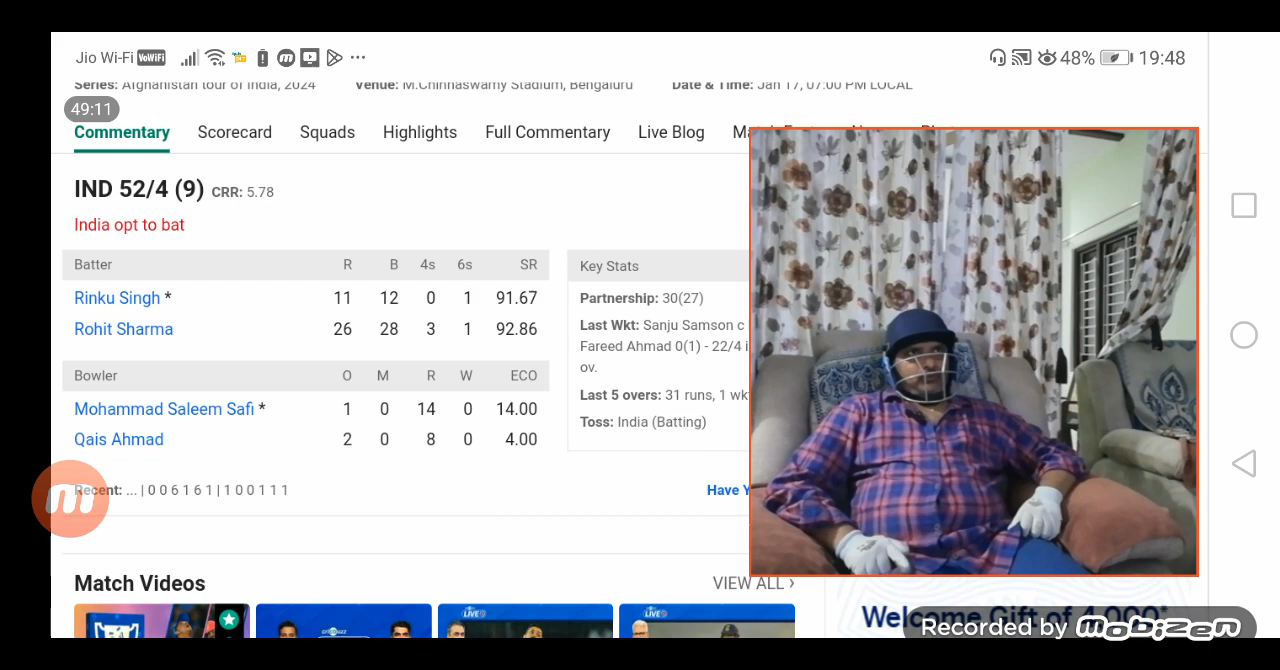 Jio Wi-Fi VoWiFi 48% 19:48
Series: Afghanistan tour of India, 2024 Venue: M.Chinnaswamy Stadium, Bengaluru Date & Time: Jan 17, 07:00 PM LOCAL
49:11
Commentary Scorecard Squads Highlights Full Commentary Live Blog
IND 52/4 (9) CRR: 5.78
India opt to bat
Batter R B 4s 6s SR
Rinku Singh * 11 12 0 1 91.67
Rohit Sharma 26 28 3 1 92.86
Bowler O M R W ECO
Mohammad Saleem Safi * 1 0 14 0 14.00
Qais Ahmad 2 0 8 0 4.00
Key Stats
Partnership: 30(27)
Last Wkt: Sanju Samson c
Fareed Ahmad 0(1) - 22/4 i
ov.
Last 5 overs: 31 runs, 1 wk
Toss: India (Batting)
Recent: ... | 0 0 6 1 6 1 | 1 0 0 1 1 1
Have Y
Match Videos VIEW ALL ›
LIVE LIVE
Welcome Gift of 4,000*
Recorded by mobizen